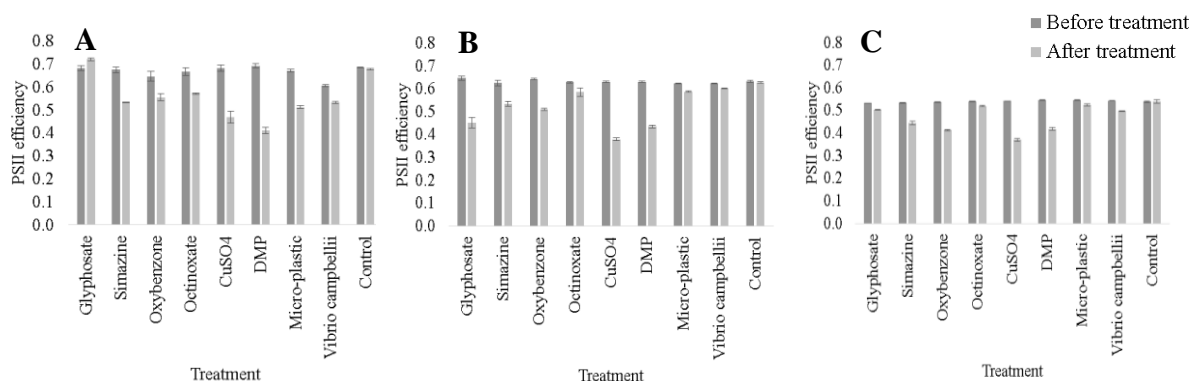 Before treatment
After treatment
A
PSII efficiency
0.8
0.7
0.6
0.5
0.4
0.3
0.2
0.1
0.0
Glyphosate
Simazine
Oxybenzone
Octinoxate
CuSO4
DMP
Micro-plastic
Vibrio campbellii
Control
Treatment
B
PSII efficiency
0.8
0.7
0.6
0.5
0.4
0.3
0.2
0.1
0.0
Glyphosate
Simazine
Oxybenzone
Octinoxate
CuSO4
DMP
Micro-plastic
Vibrio campbellii
Control
Treatment
C
PSII efficiency
0.8
0.7
0.6
0.5
0.4
0.3
0.2
0.1
0.0
Glyphosate
Simazine
Oxybenzone
Octinoxate
CuSO4
DMP
Micro-plastic
Vibrio campbellii
Control
Treatment